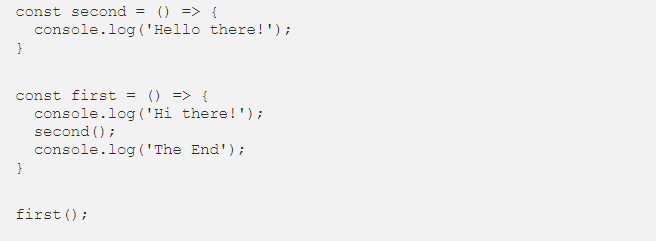 const second = () => {
  console.log('Hello there!');
}
const first = () => {
  console.log('Hi there!');
  second();
  console.log('The End');
}
first();